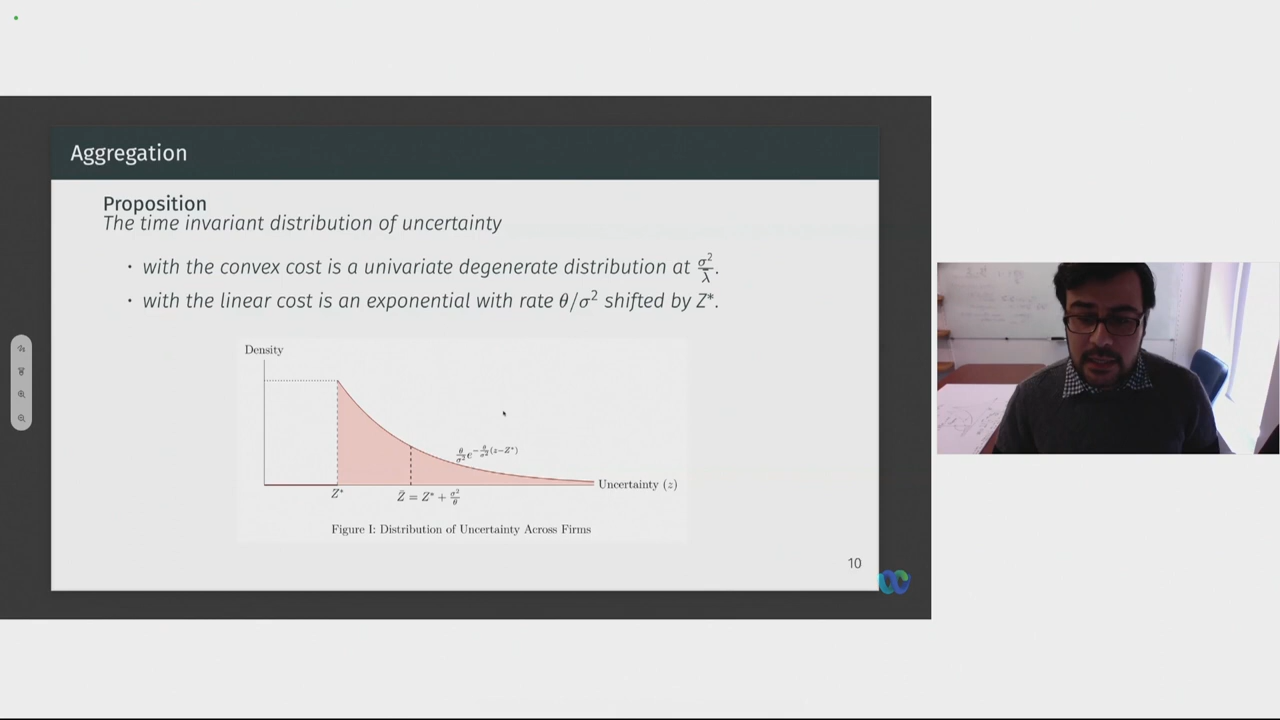 Aggregation
Proposition
The time invariant distribution of uncertainty
· with the convex cost is a univariate degenerate distribution at σ²/λ̄.
· with the linear cost is an exponential with rate θ/σ² shifted by Z*.
Density
θ/σ² e^{-θ/σ²(z−Z*)}
Uncertainty (z)
Z*
Z̄ = Z* + σ²/θ
Figure I: Distribution of Uncertainty Across Firms
10